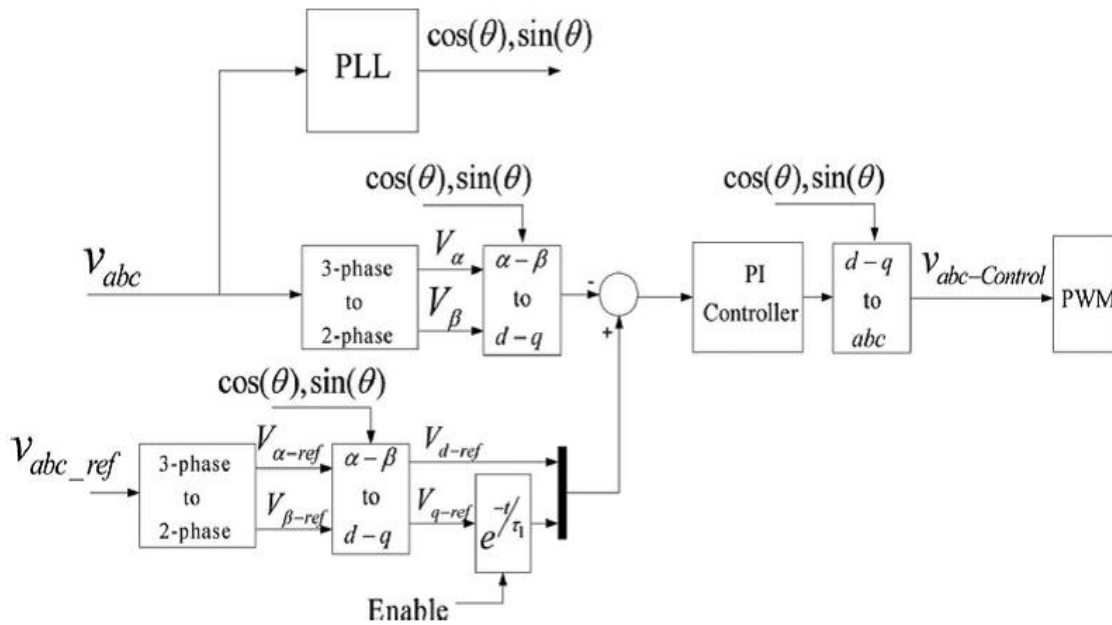 cos(θ),sin(θ)
PLL
cos(θ),sin(θ)
cos(θ),sin(θ)
v_abc
3-phase
to
2-phase
V_α
V_β
α−β
to
d−q
-
+
PI
Controller
d−q
to
abc
v_abc−Control
PWM
cos(θ),sin(θ)
v_abc_ref
3-phase
to
2-phase
V_α−ref
V_β−ref
α−β
to
d−q
V_d−ref
V_q−ref
e^−t/τ₁
Enable